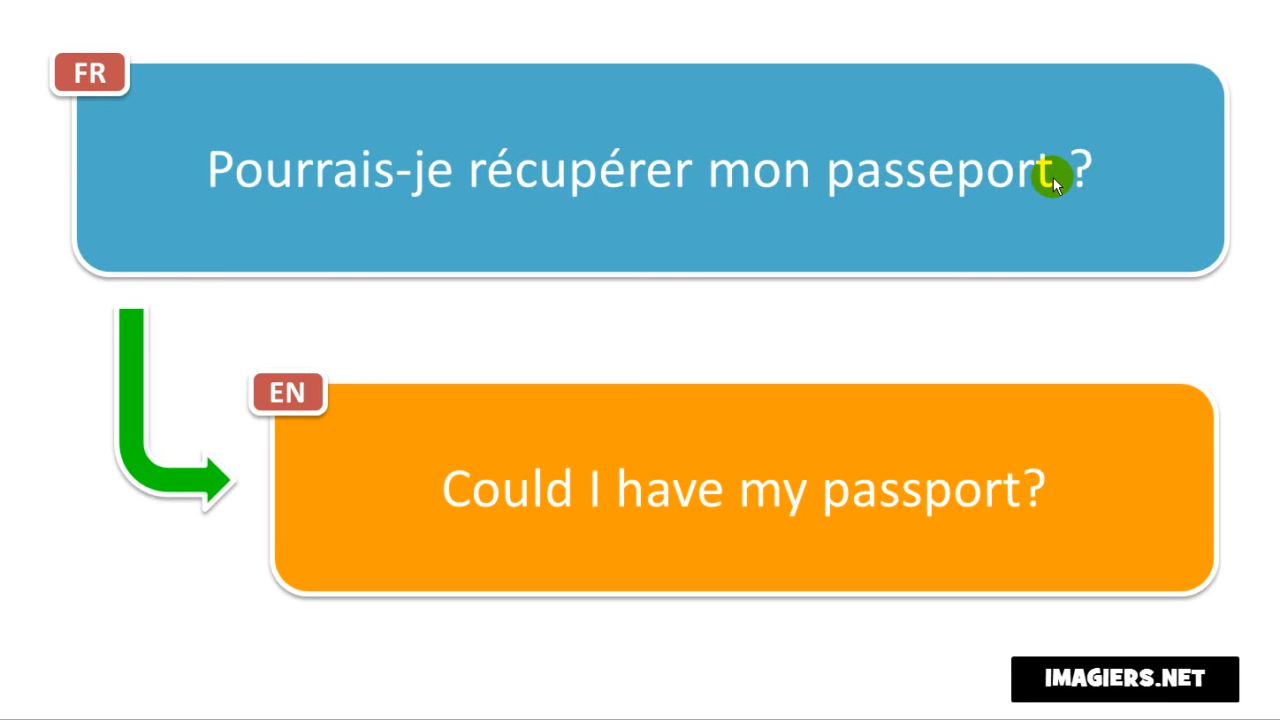 FR
Pourrais-je récupérer mon passeport ?
EN
Could I have my passport?
IMAGIERS.NET